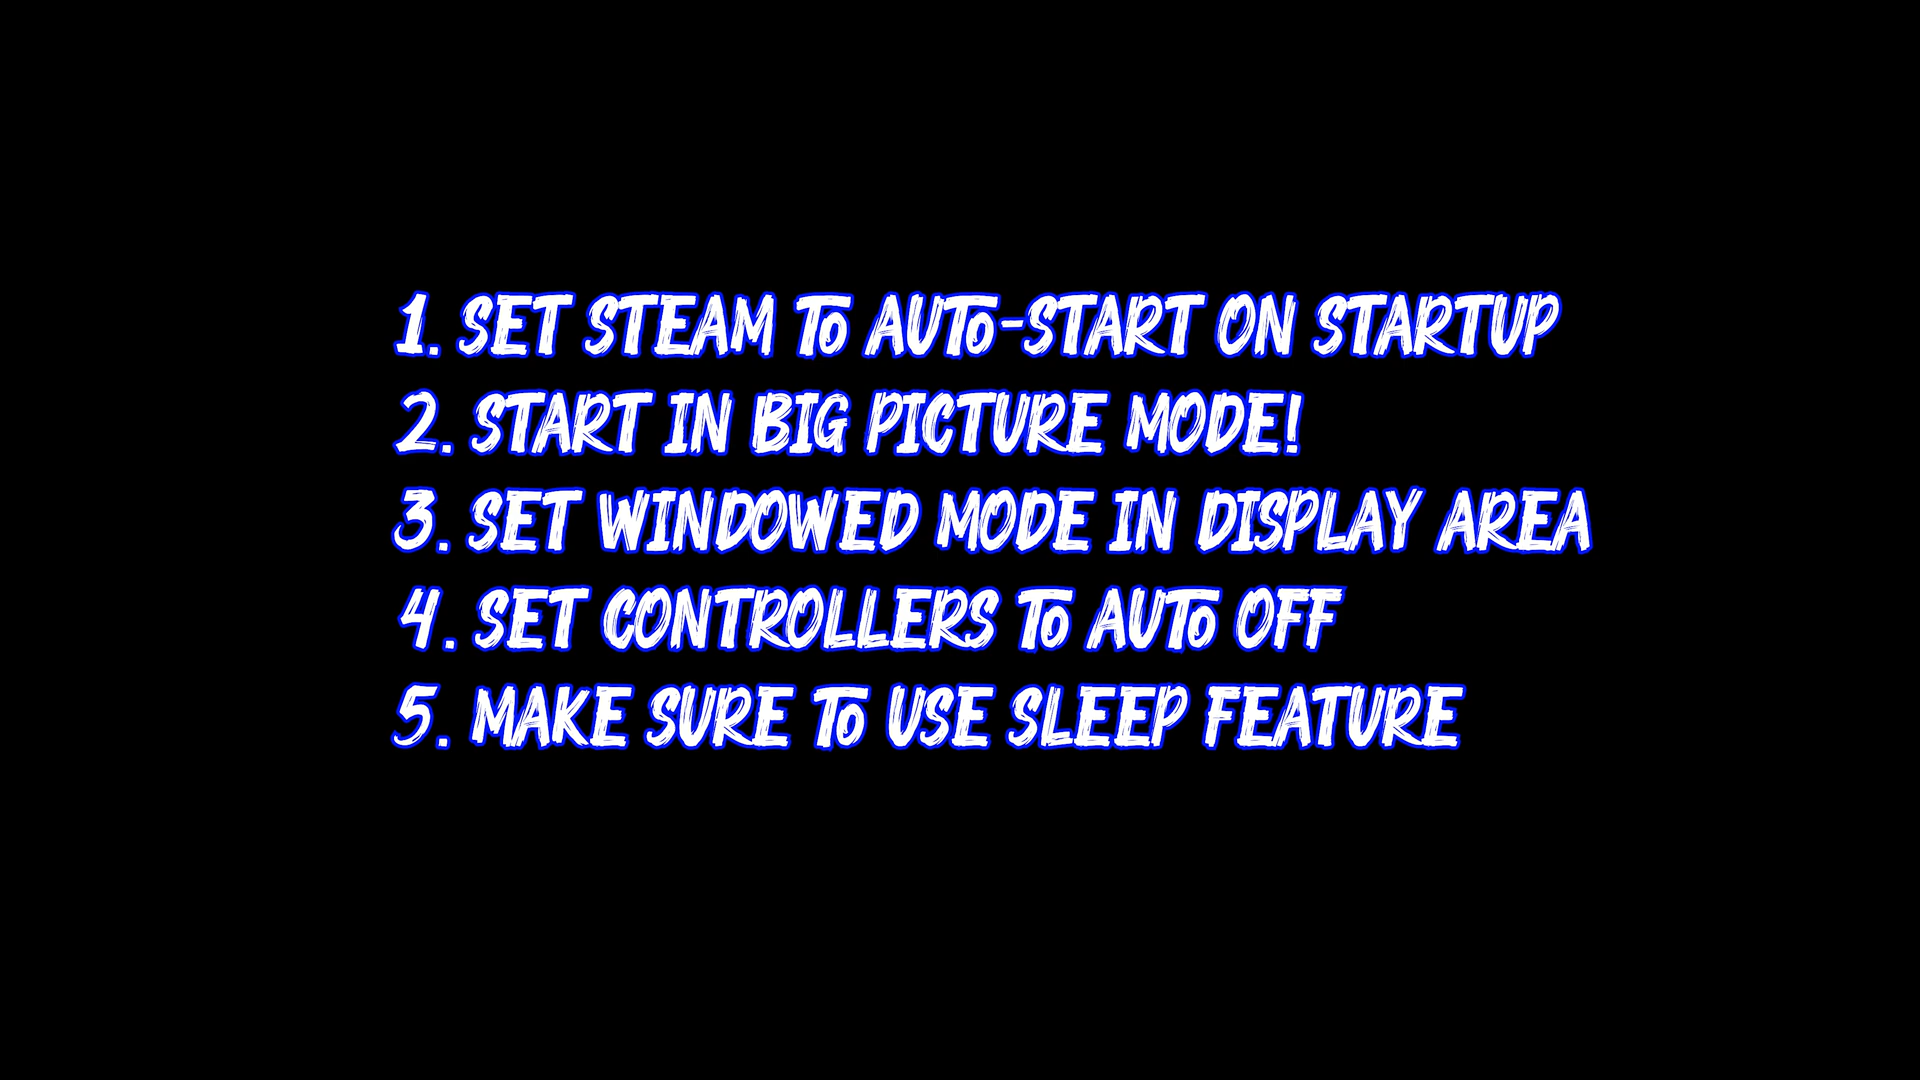 1. SET STEAM To AUTo-START ON STARTUP
2. START IN BIG PICTURE MODE!
3. SET WINDOWED MODE IN DISPLAY AREA
4. SET CONTROLLERS To AUTo OFF
5. MAKE SURE To USE SLEEP FEATURE